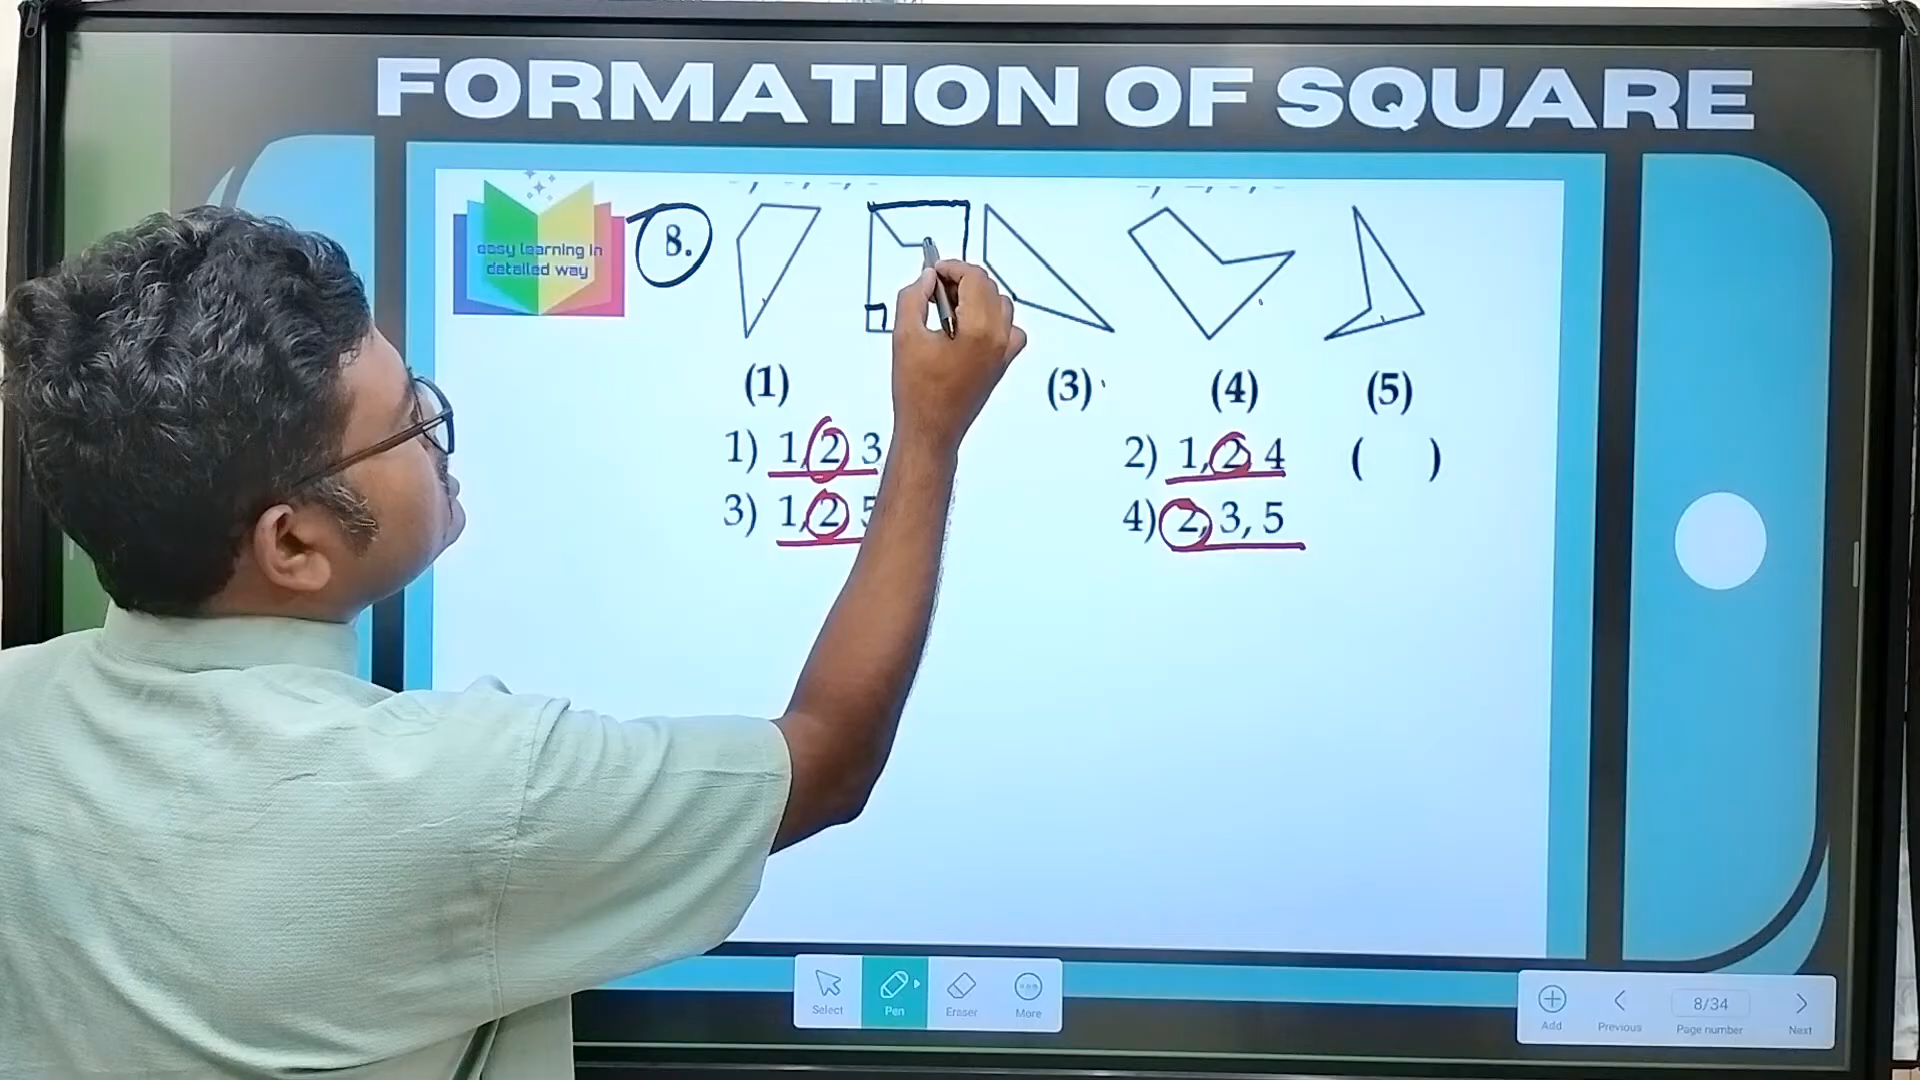 FORMATION OF SQUARE
easy learning in
detailed way
8.
(1) (3) (4) (5)
1) 1, 2 3 2) 1, 2, 4 ( )
3) 1, 2 5 4) 2, 3, 5
Select Pen Eraser More
Add Previous 8/34 Page number Next